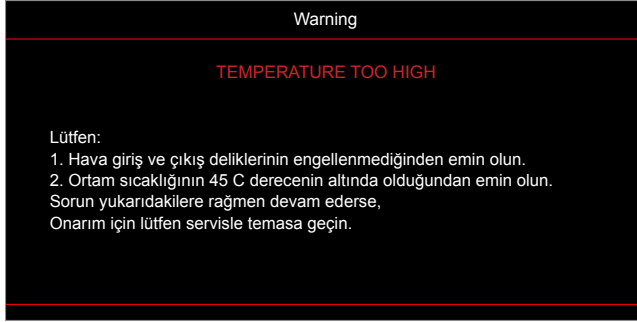 Warning
TEMPERATURE TOO HIGH
Lütfen:
1. Hava giriş ve çıkış deliklerinin engellenmediğinden emin olun.
2. Ortam sıcaklığının 45 C derecenin altında olduğundan emin olun.
Sorun yukarıdakilere rağmen devam ederse,
Onarım için lütfen servisle temasa geçin.